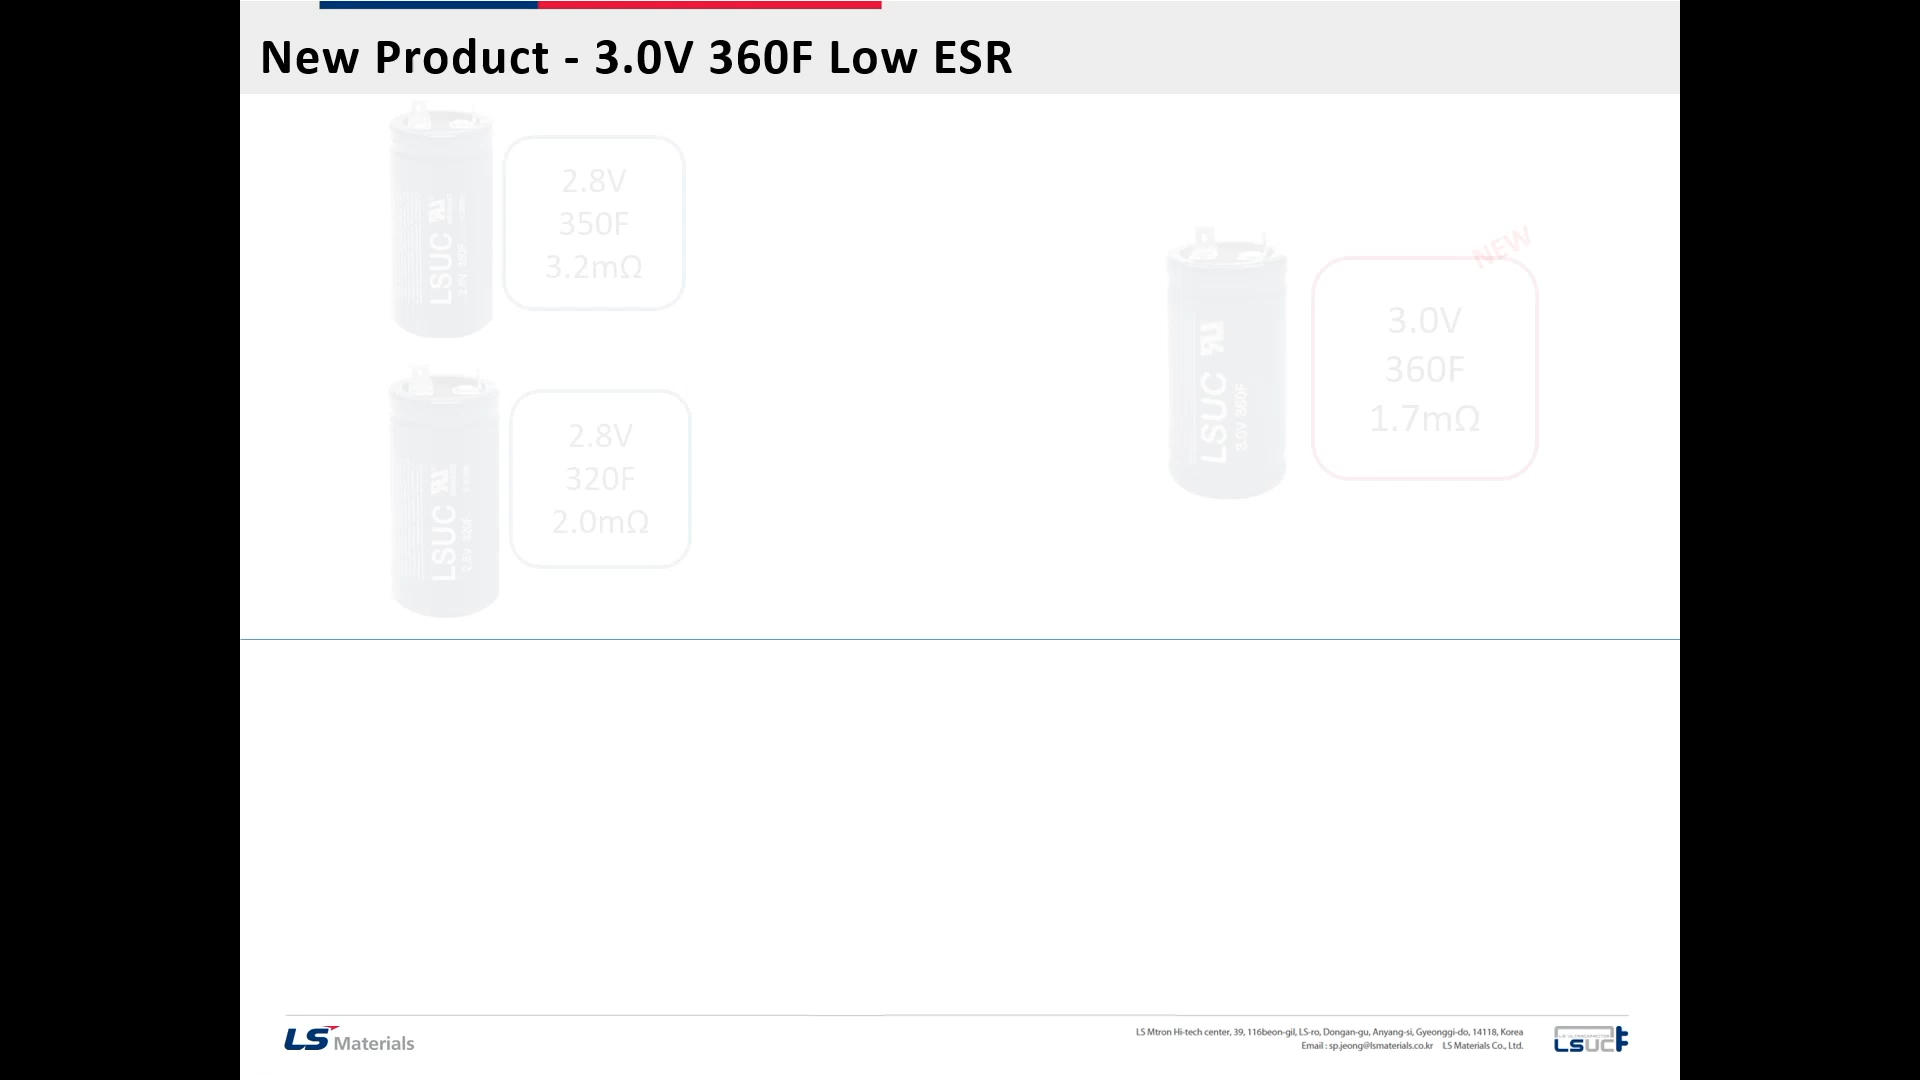 New Product - 3.0V 360F Low ESR
2.8V
350F
3.2mΩ
LSUC
NEW
3.0V
360F
1.7mΩ
LSUC
3.0V 360F
2.8V
320F
2.0mΩ
LSUC
2.8V 320F
LS Materials
LS Mtron Hi-tech center, 39, 116beon-gil, LS-ro, Dongan-gu, Anyang-si, Gyeonggi-do, 14118, Korea
Email : sp.jeong@lsmaterials.co.kr LS Materials Co., Ltd.
LSUC